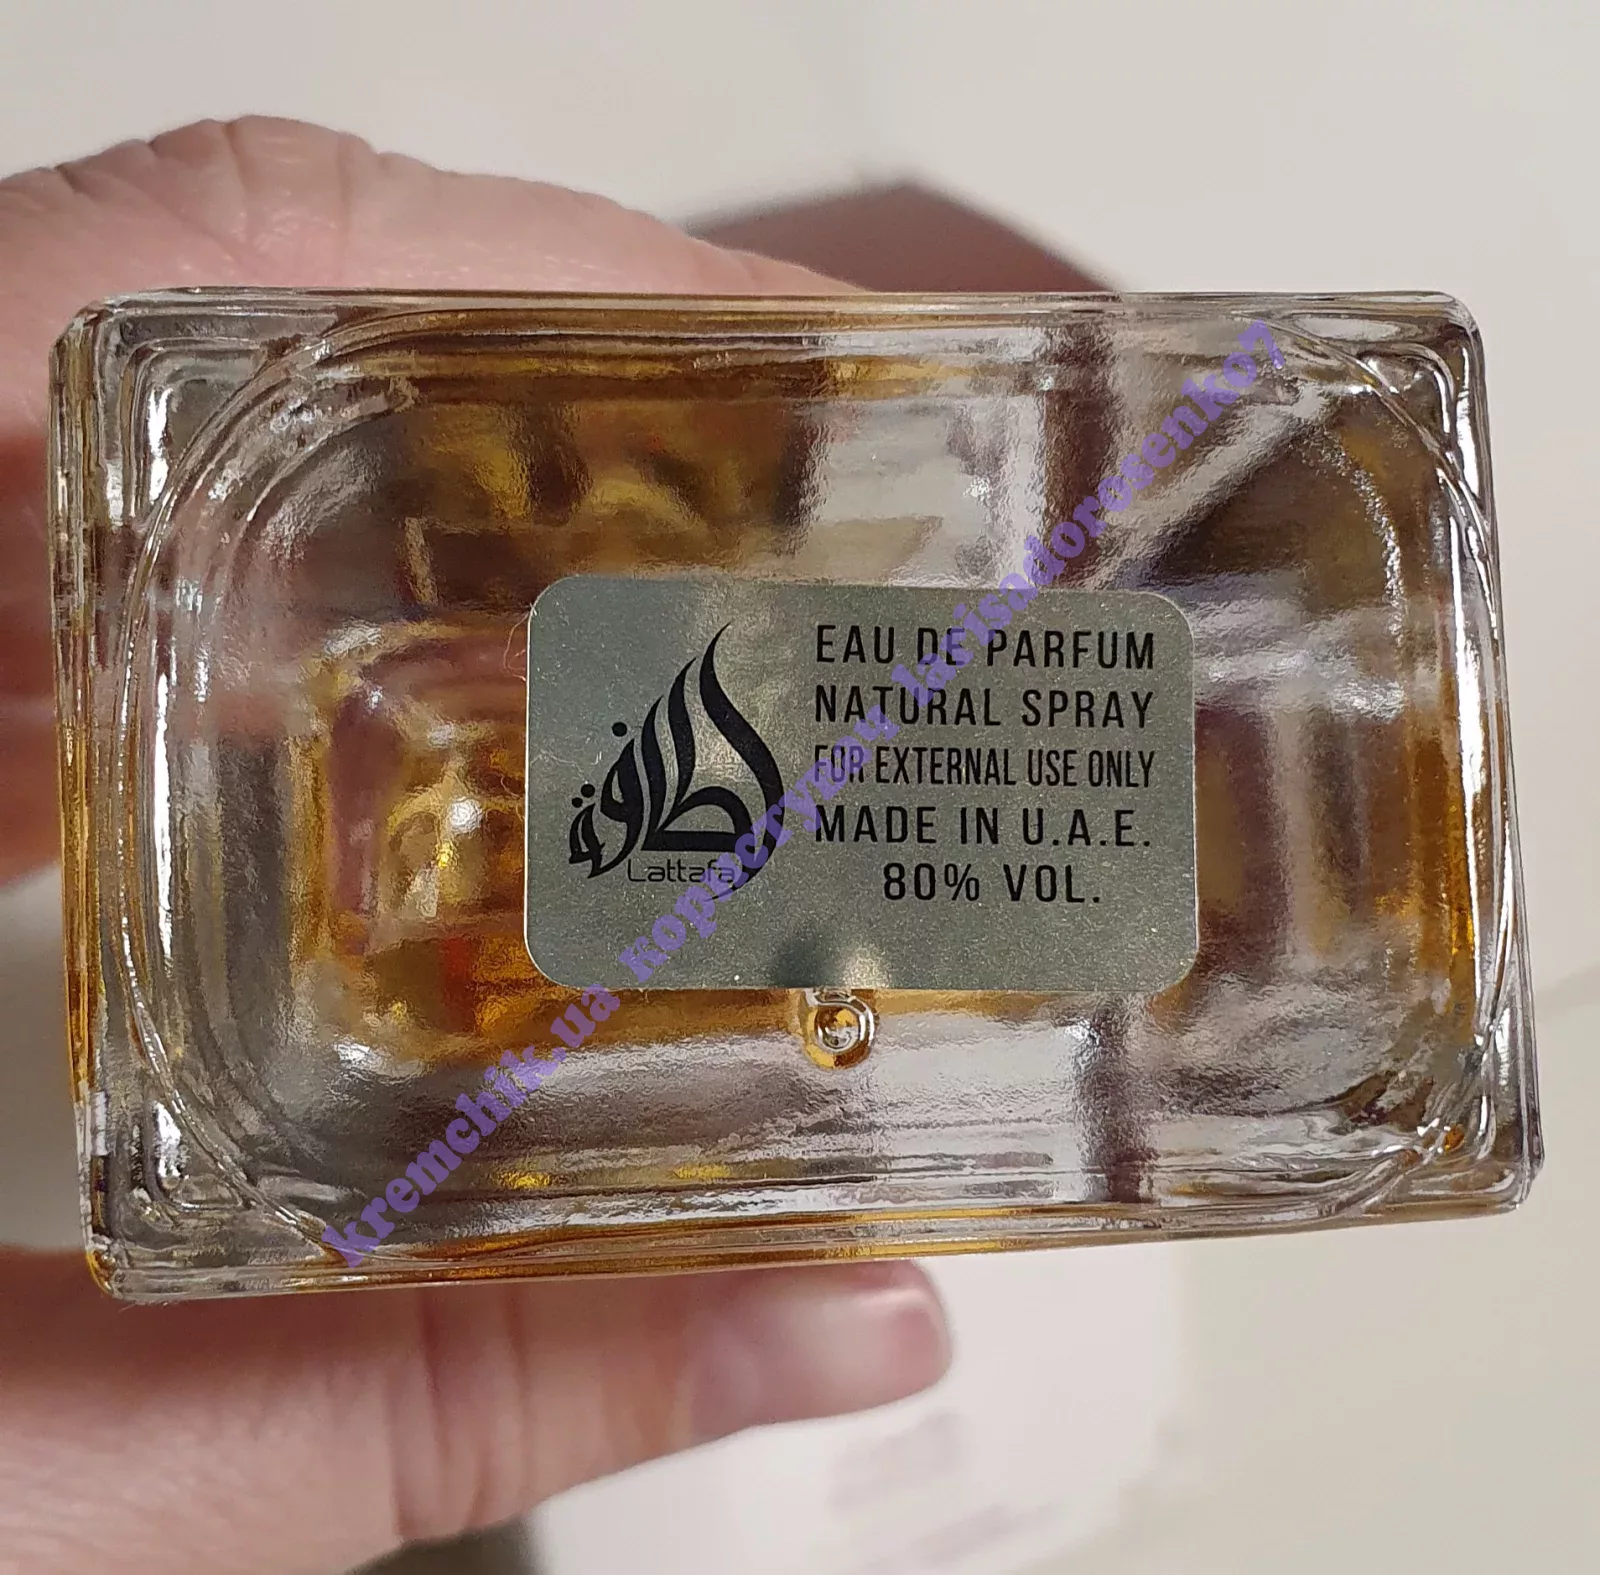 لطافة
Lattafa
EAU DE PARFUM
NATURAL SPRAY
FOR EXTERNAL USE ONLY
MADE IN U.A.E.
80% VOL.
kremchik.ua користувач larisadorosenko7